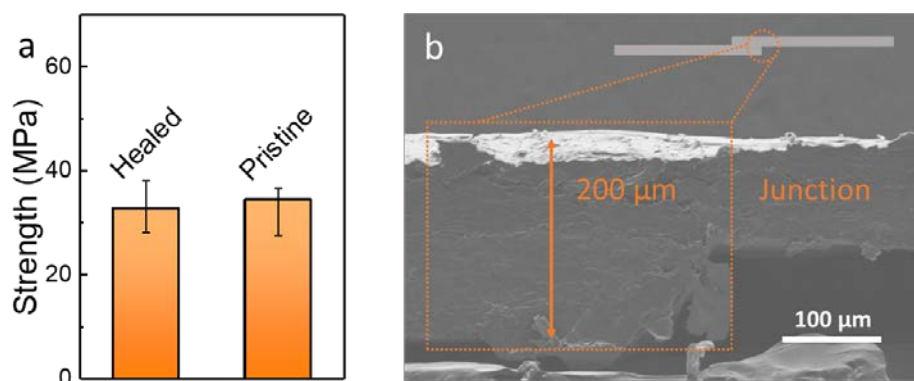 a
Strength (MPa)
60
40
20
0
Healed
Pristine
b
200 μm
Junction
100 μm